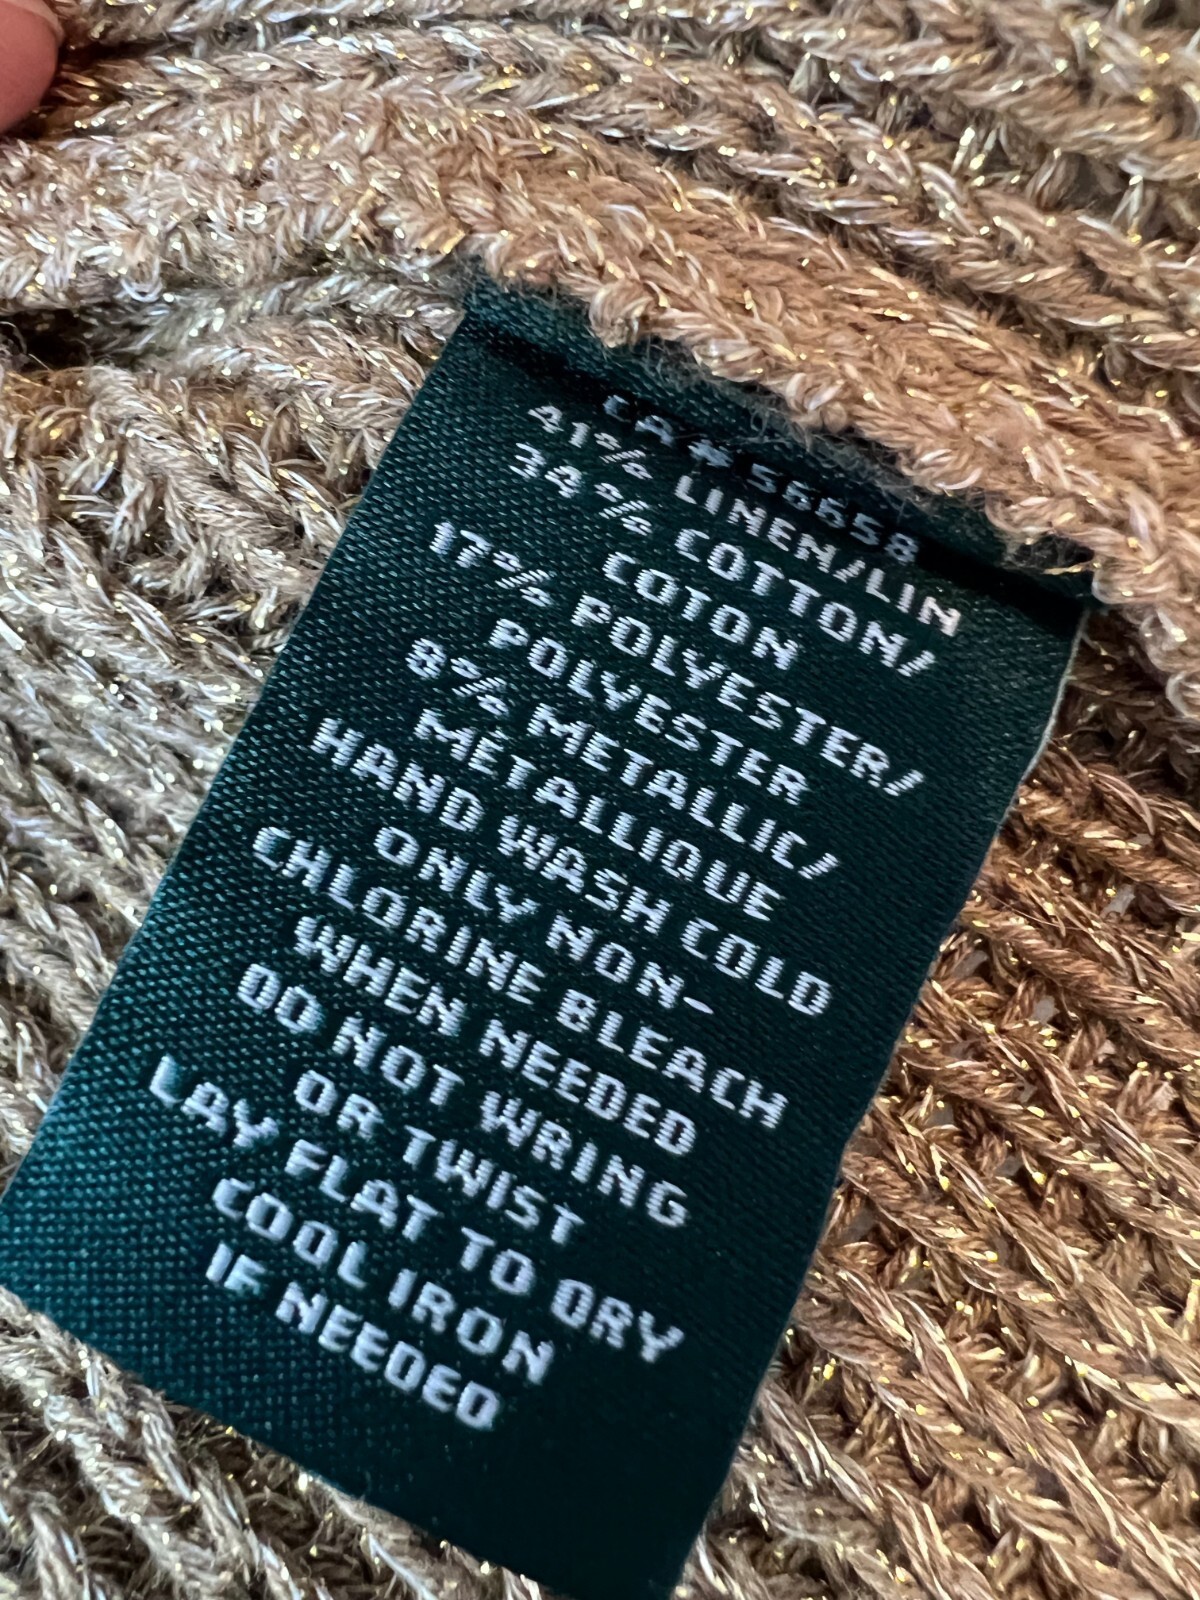 CA#56658
41% LINEN/LIN
34% COTTON/
COTON
17% POLYESTER/
POLYESTER
8% METALLIC/
MÉTALLIQUE
HAND WASH COLD
ONLY NON-
CHLORINE BLEACH
WHEN NEEDED
DO NOT WRING
OR TWIST
LAY FLAT TO DRY
COOL IRON
IF NEEDED